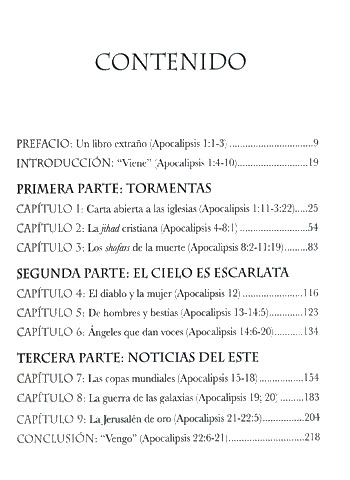 CONTENIDO
PREFACIO: Un libro extraño (Apocalipsis 1:1-3) ................................9
INTRODUCCIÓN: “Viene” (Apocalipsis 1:4-10)...........................19
PRIMERA PARTE: TORMENTAS
CAPÍTULO 1: Carta abierta a las iglesias (Apocalipsis 1:11-3:22).....25
CAPÍTULO 2: La jihad cristiana (Apocalipsis 4-8:1) ..........................54
CAPÍTULO 3: Los shofars de la muerte (Apocalipsis 8:2-11:19)........83
SEGUNDA PARTE: EL CIELO ES ESCARLATA
CAPÍTULO 4: El diablo y la mujer (Apocalipsis 12) .......................116
CAPÍTULO 5: De hombres y bestias (Apocalipsis 13-14:5)............123
CAPÍTULO 6: Ángeles que dan voces (Apocalipsis 14:6-20)..........134
TERCERA PARTE: NOTICIAS DEL ESTE
CAPÍTULO 7: Las copas mundiales (Apocalipsis 15-18) .................154
CAPÍTULO 8: La guerra de las galaxias (Apocalipsis 19; 20) ..........183
CAPÍTULO 9: La Jerusalén de oro (Apocalipsis 21-22:5)................204
CONCLUSIÓN: “Vengo” (Apocalipsis 22:6-21).............................218